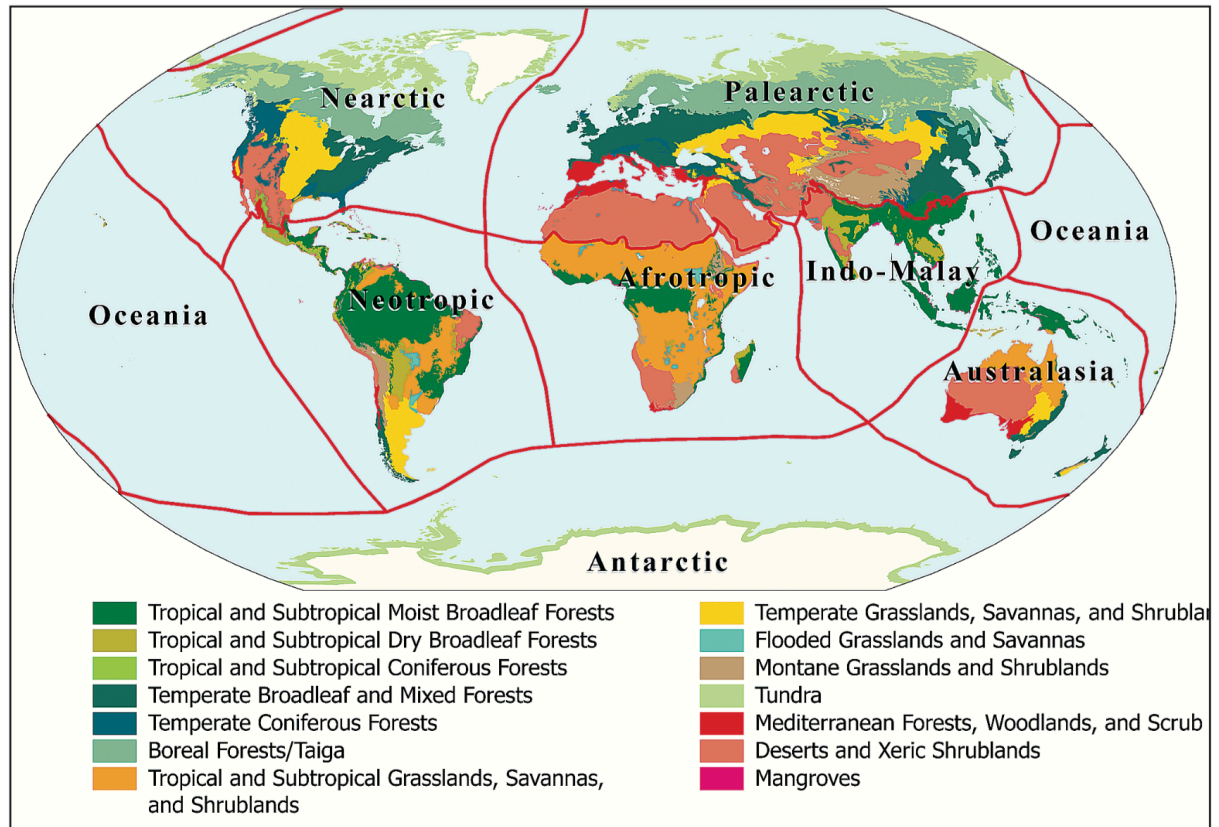 Nearctic
Palearctic
Oceania
Neotropic
Afrotropic
Indo-Malay
Oceania
Australasia
Antarctic
Tropical and Subtropical Moist Broadleaf Forests
Tropical and Subtropical Dry Broadleaf Forests
Tropical and Subtropical Coniferous Forests
Temperate Broadleaf and Mixed Forests
Temperate Coniferous Forests
Boreal Forests/Taiga
Tropical and Subtropical Grasslands, Savannas,
and Shrublands
Temperate Grasslands, Savannas, and Shrublar
Flooded Grasslands and Savannas
Montane Grasslands and Shrublands
Tundra
Mediterranean Forests, Woodlands, and Scrub
Deserts and Xeric Shrublands
Mangroves